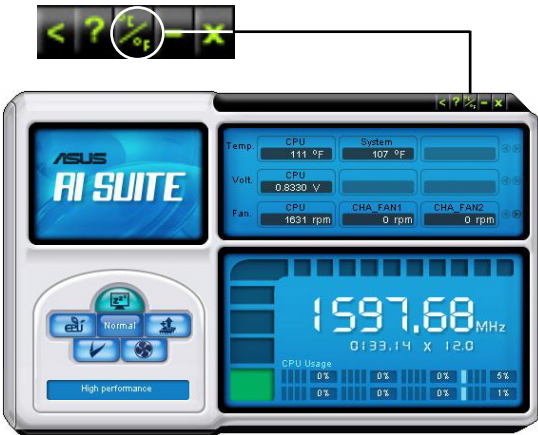 < ? °C/°F – x
< ? °C/°F – x
ASUS
AI SUITE
Temp. CPU 111 °F System 107 °F
Volt. CPU 0.8330 V
Fan. CPU 1631 rpm CHA_FAN1 0 rpm CHA_FAN2 0 rpm
Normal
High performance
1597.68 MHz
0133.14 X 12.0
CPU Usage
0% 0% 0% 5%
0% 0% 0% 1%